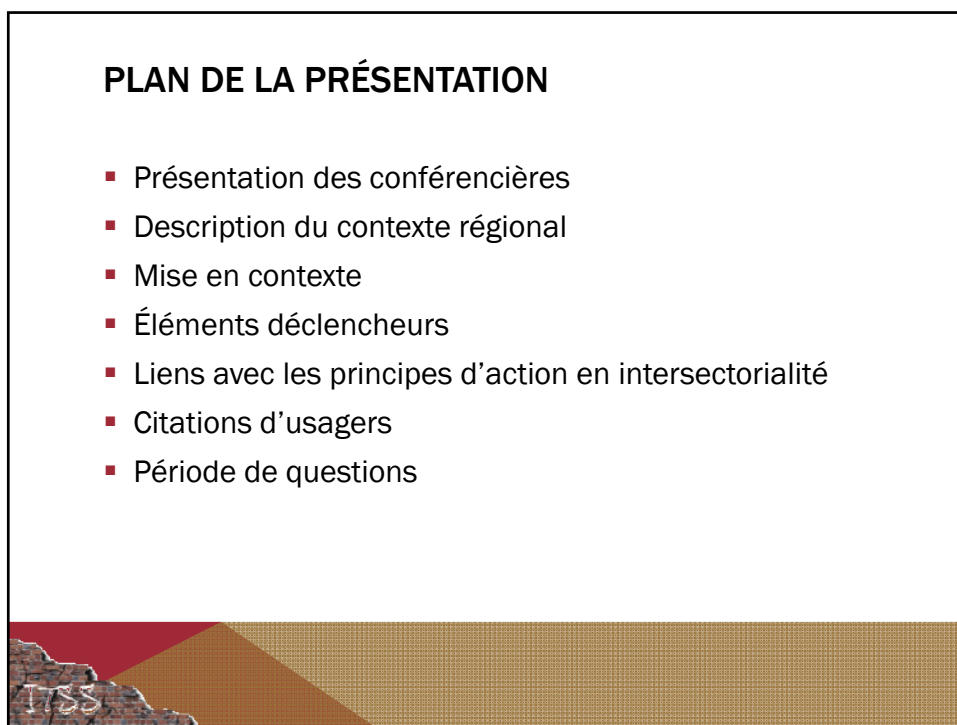 PLAN DE LA PRÉSENTATION
▪ Présentation des conférencières
▪ Description du contexte régional
▪ Mise en contexte
▪ Éléments déclencheurs
▪ Liens avec les principes d’action en intersectorialité
▪ Citations d’usagers
▪ Période de questions
ITSS